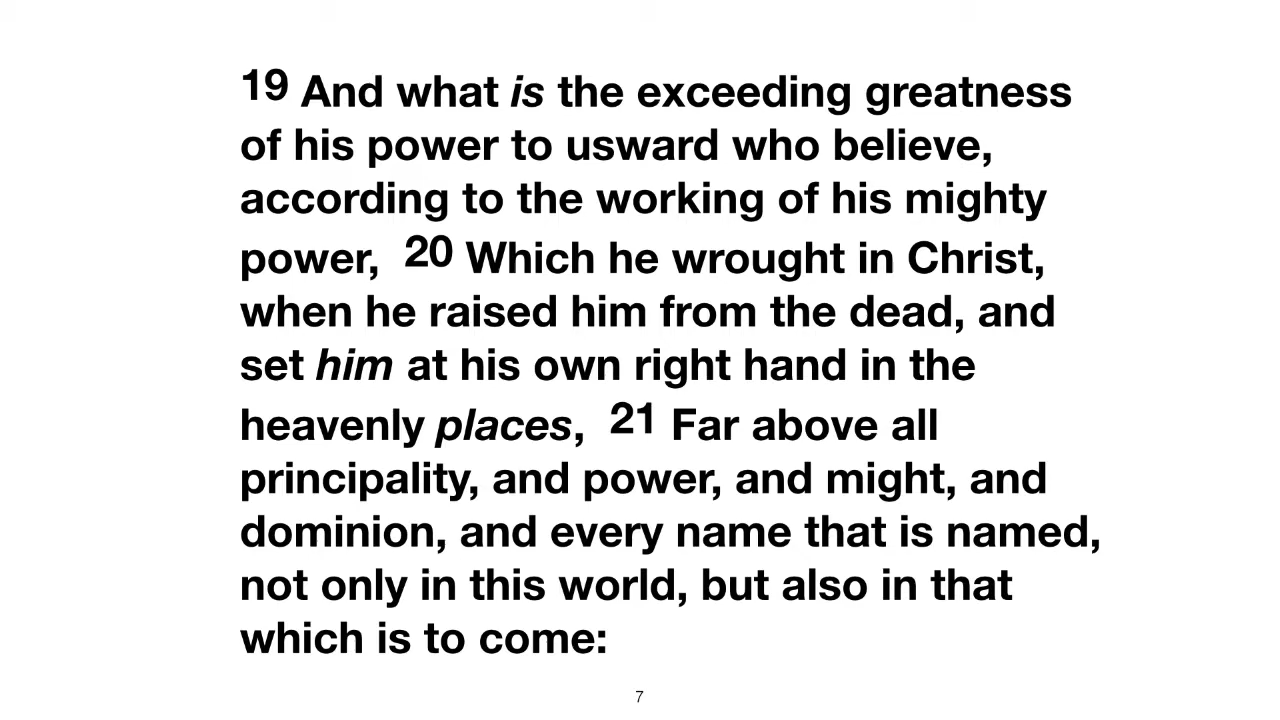 19 And what is the exceeding greatness
of his power to usward who believe,
according to the working of his mighty
power, 20 Which he wrought in Christ,
when he raised him from the dead, and
set him at his own right hand in the
heavenly places, 21 Far above all
principality, and power, and might, and
dominion, and every name that is named,
not only in this world, but also in that
which is to come:
7